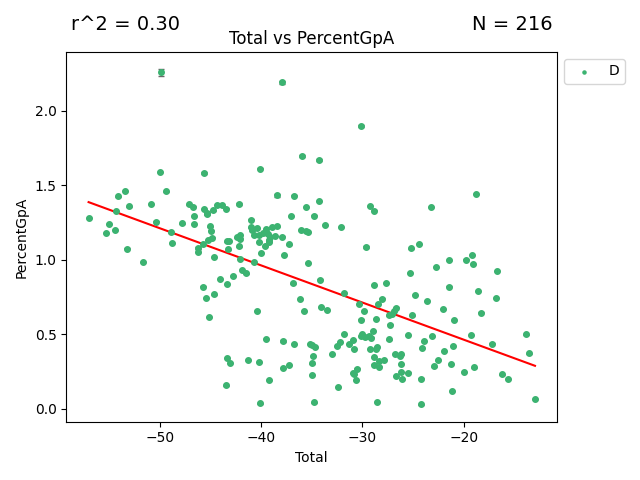 r^2 = 0.30
N = 216
Total vs PercentGpA
D
PercentGpA
2.0
1.5
1.0
0.5
0.0
−50
−40
−30
−20
Total